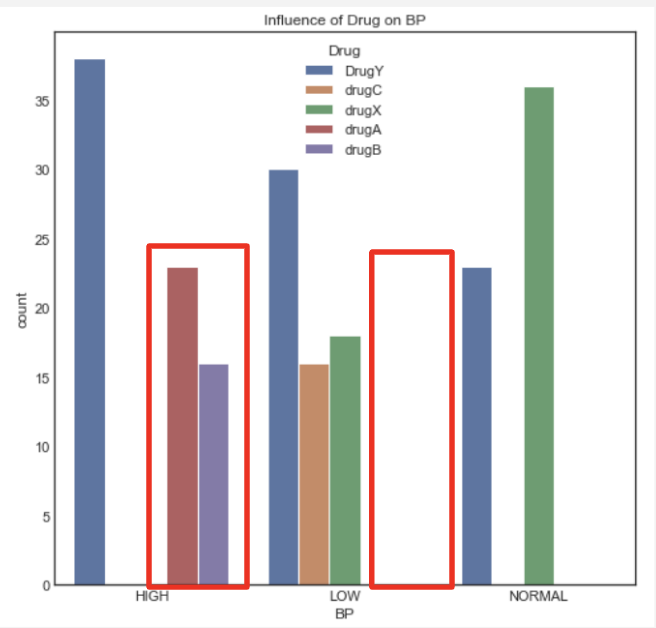 Influence of Drug on BP
Drug
DrugY
drugC
drugX
drugA
drugB
35
30
25
20
15
10
5
0
count
HIGH LOW NORMAL
BP